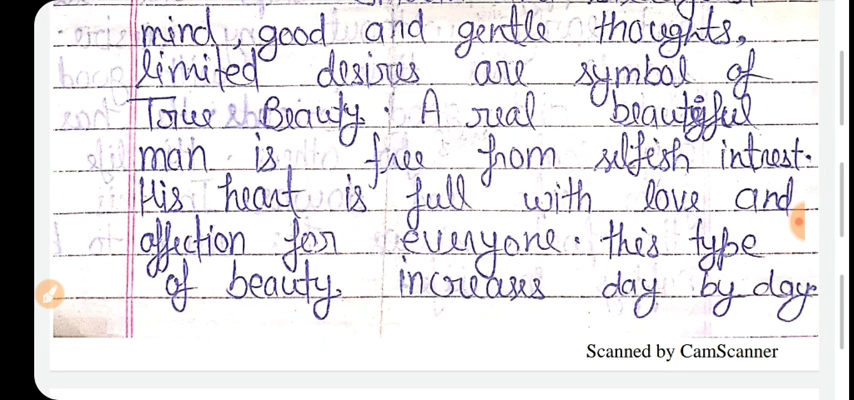 mind, good and gentle thoughts,
limited desires are symbol of
True Beauty. A real beautiful
man is free from selfish intrest.
His heart is full with love and
affection for everyone. this type
of beauty increases day by day.
Scanned by CamScanner